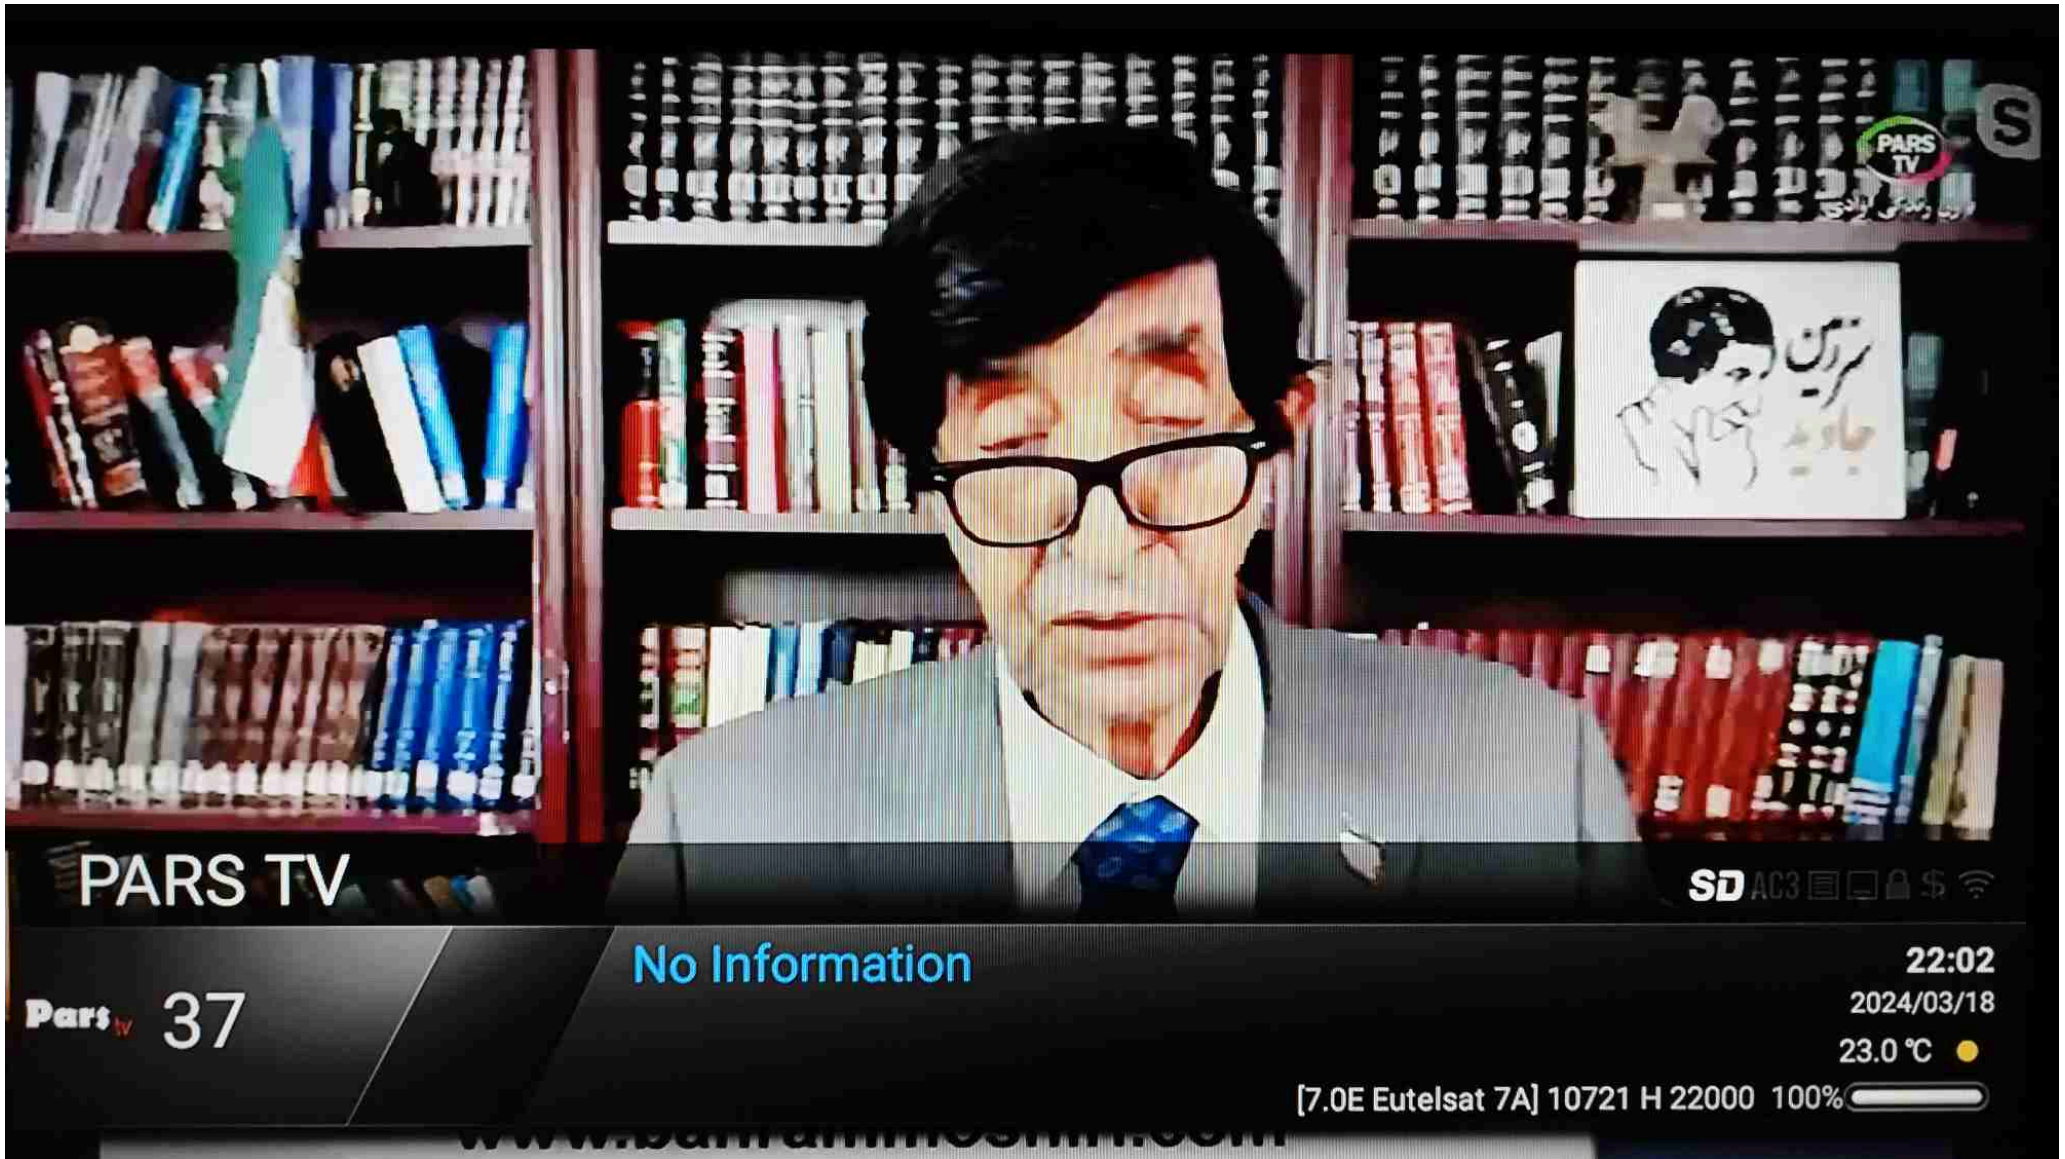 PARS
TV
S
سرزمین
جاوید
PARS TV
SD AC3 $
No Information
22:02
Pars tv 37
2024/03/18
23.0 °C
[7.0E Eutelsat 7A] 10721 H 22000 100%